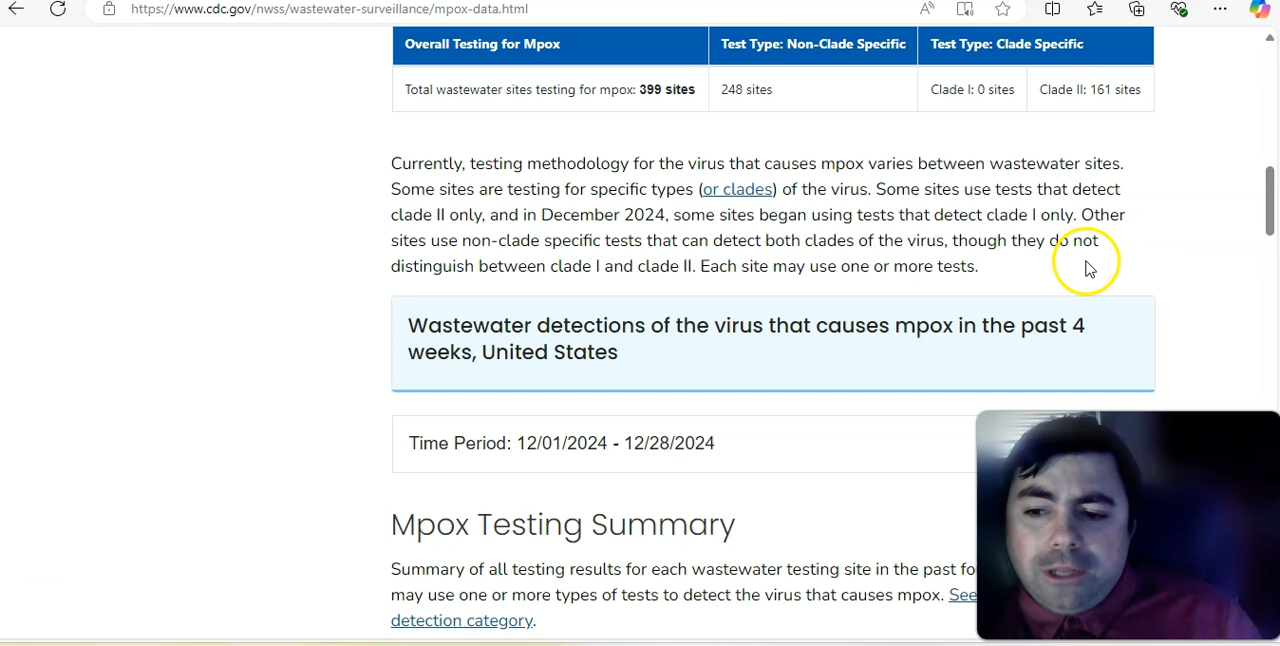 https://www.cdc.gov/nwss/wastewater-surveillance/mpox-data.html
Overall Testing for Mpox
Test Type: Non-Clade Specific
Test Type: Clade Specific
Total wastewater sites testing for mpox: 399 sites
248 sites
Clade I: 0 sites
Clade II: 161 sites
Currently, testing methodology for the virus that causes mpox varies between wastewater sites.
Some sites are testing for specific types (or clades) of the virus. Some sites use tests that detect
clade II only, and in December 2024, some sites began using tests that detect clade I only. Other
sites use non-clade specific tests that can detect both clades of the virus, though they do not
distinguish between clade I and clade II. Each site may use one or more tests.
Wastewater detections of the virus that causes mpox in the past 4
weeks, United States
Time Period: 12/01/2024 - 12/28/2024
Mpox Testing Summary
Summary of all testing results for each wastewater testing site in the past fo
may use one or more types of tests to detect the virus that causes mpox. See
detection category.